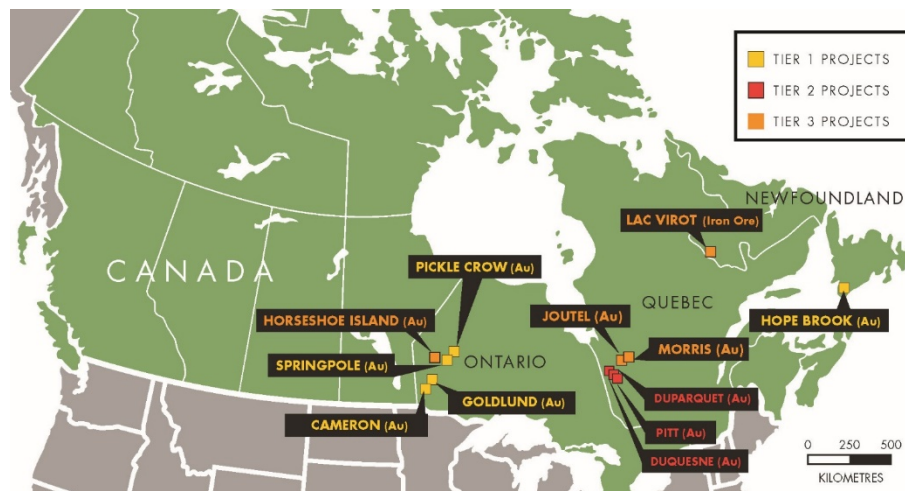 TIER 1 PROJECTS
TIER 2 PROJECTS
TIER 3 PROJECTS
NEWFOUNDLAND
LAC VIROT (Iron Ore)
CANADA
PICKLE CROW (Au)
QUEBEC
HORSESHOE ISLAND (Au)
JOUTEL (Au)
HOPE BROOK (Au)
SPRINGPOLE (Au)
ONTARIO
MORRIS (Au)
GOLDLUND (Au)
DUPARQUET (Au)
CAMERON (Au)
PITT (Au)
DUQUESNE (Au)
0 250 500
KILOMETRES